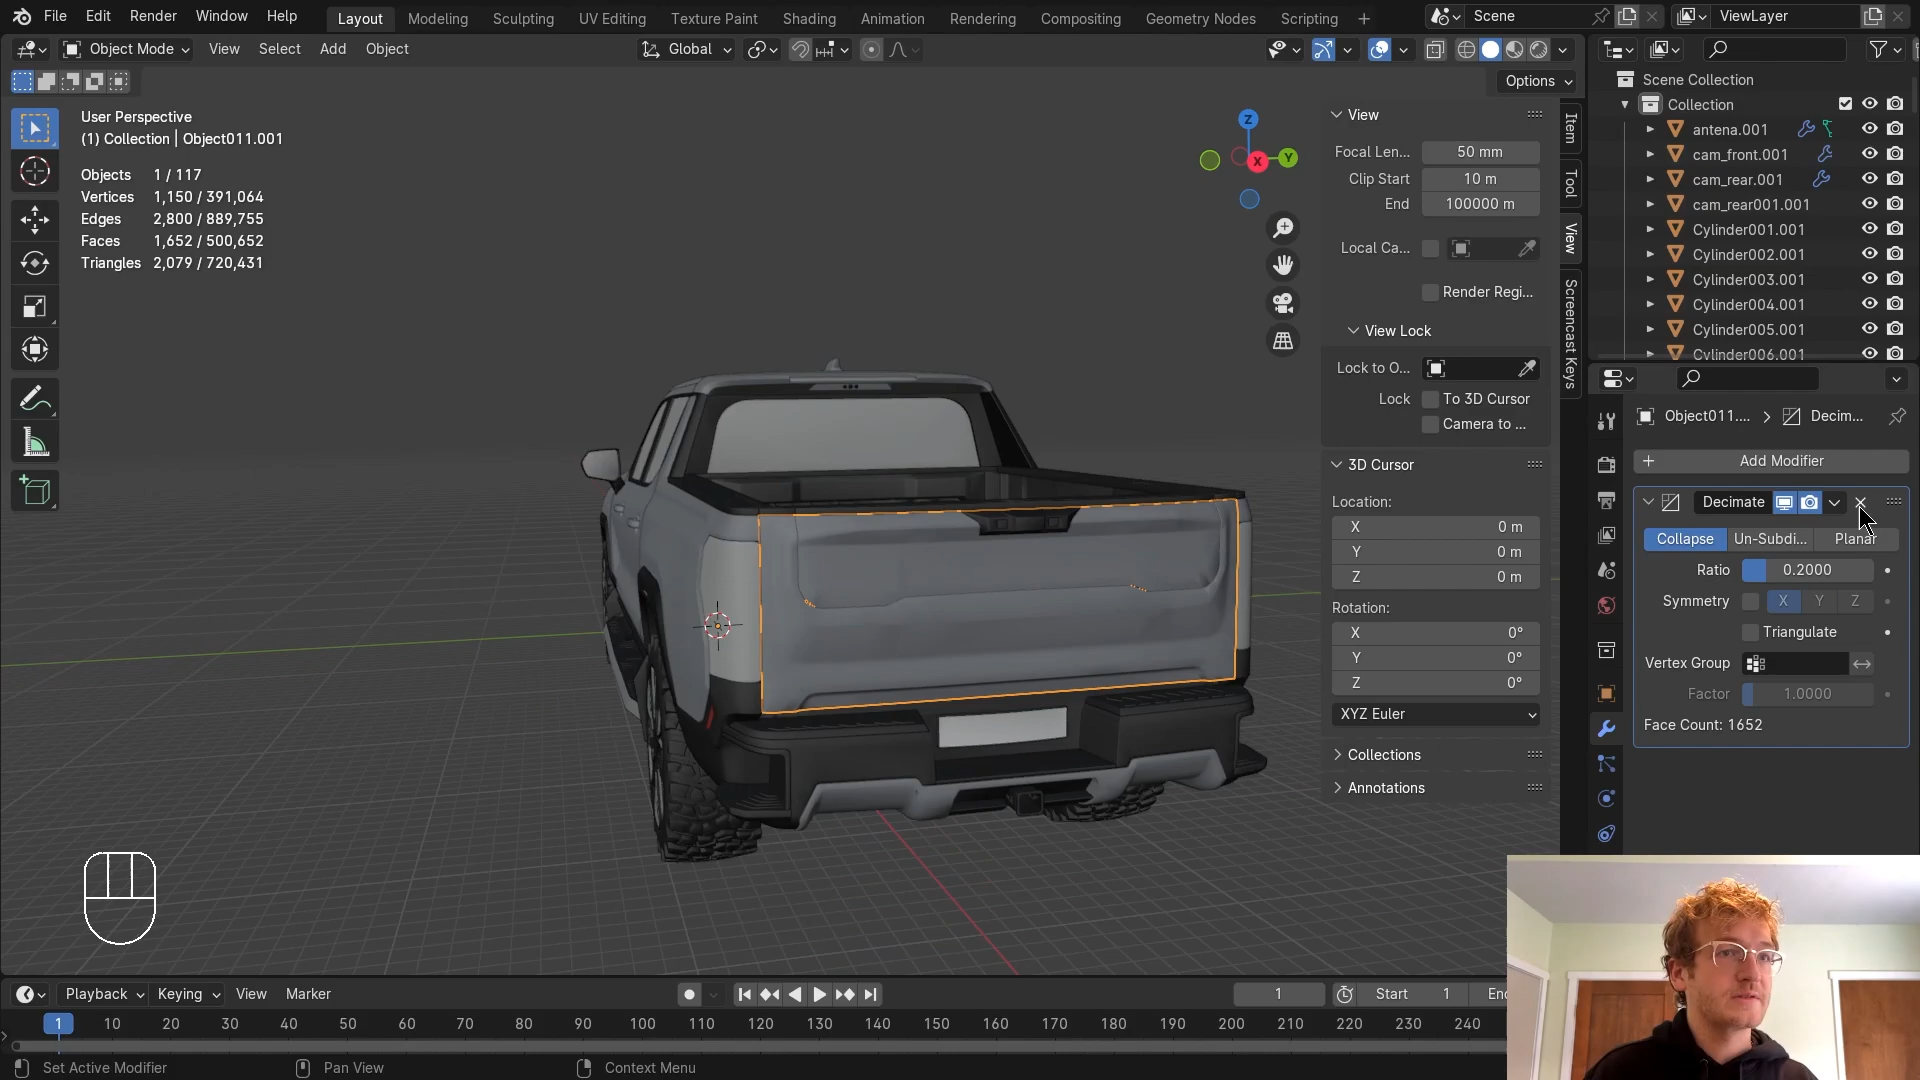 File Edit Render Window Help Layout Modeling Sculpting UV Editing Texture Paint Shading Animation Rendering Compositing Geometry Nodes Scripting + Scene ViewLayer
Object Mode View Select Add Object Global
Options
User Perspective
(1) Collection | Object011.001
Objects 1 / 117
Vertices 1,150 / 391,064
Edges 2,800 / 889,755
Faces 1,652 / 500,652
Triangles 2,079 / 720,431
Z
Y
X
View
Focal Len... 50 mm
Clip Start 10 m
End 100000 m
Local Ca...
Render Regi...
View Lock
Lock to O...
Lock To 3D Cursor
Camera to ...
3D Cursor
Location:
X 0 m
Y 0 m
Z 0 m
Rotation:
X 0°
Y 0°
Z 0°
XYZ Euler
Collections
Annotations
Item
Tool
View
Screencast Keys
Scene Collection
Collection
antena.001
cam_front.001
cam_rear.001
cam_rear001.001
Cylinder001.001
Cylinder002.001
Cylinder003.001
Cylinder004.001
Cylinder005.001
Cylinder006.001
Object011.... > Decim...
+ Add Modifier
Decimate
Collapse Un-Subdi... Planar
Ratio 0.2000
Symmetry X Y Z
Triangulate
Vertex Group
Factor 1.0000
Face Count: 1652
Playback Keying View Marker 1 Start 1 En
1 10 20 30 40 50 60 70 80 90 100 110 120 130 140 150 160 170 180 190 200 210 220 230 240
Set Active Modifier Pan View Context Menu